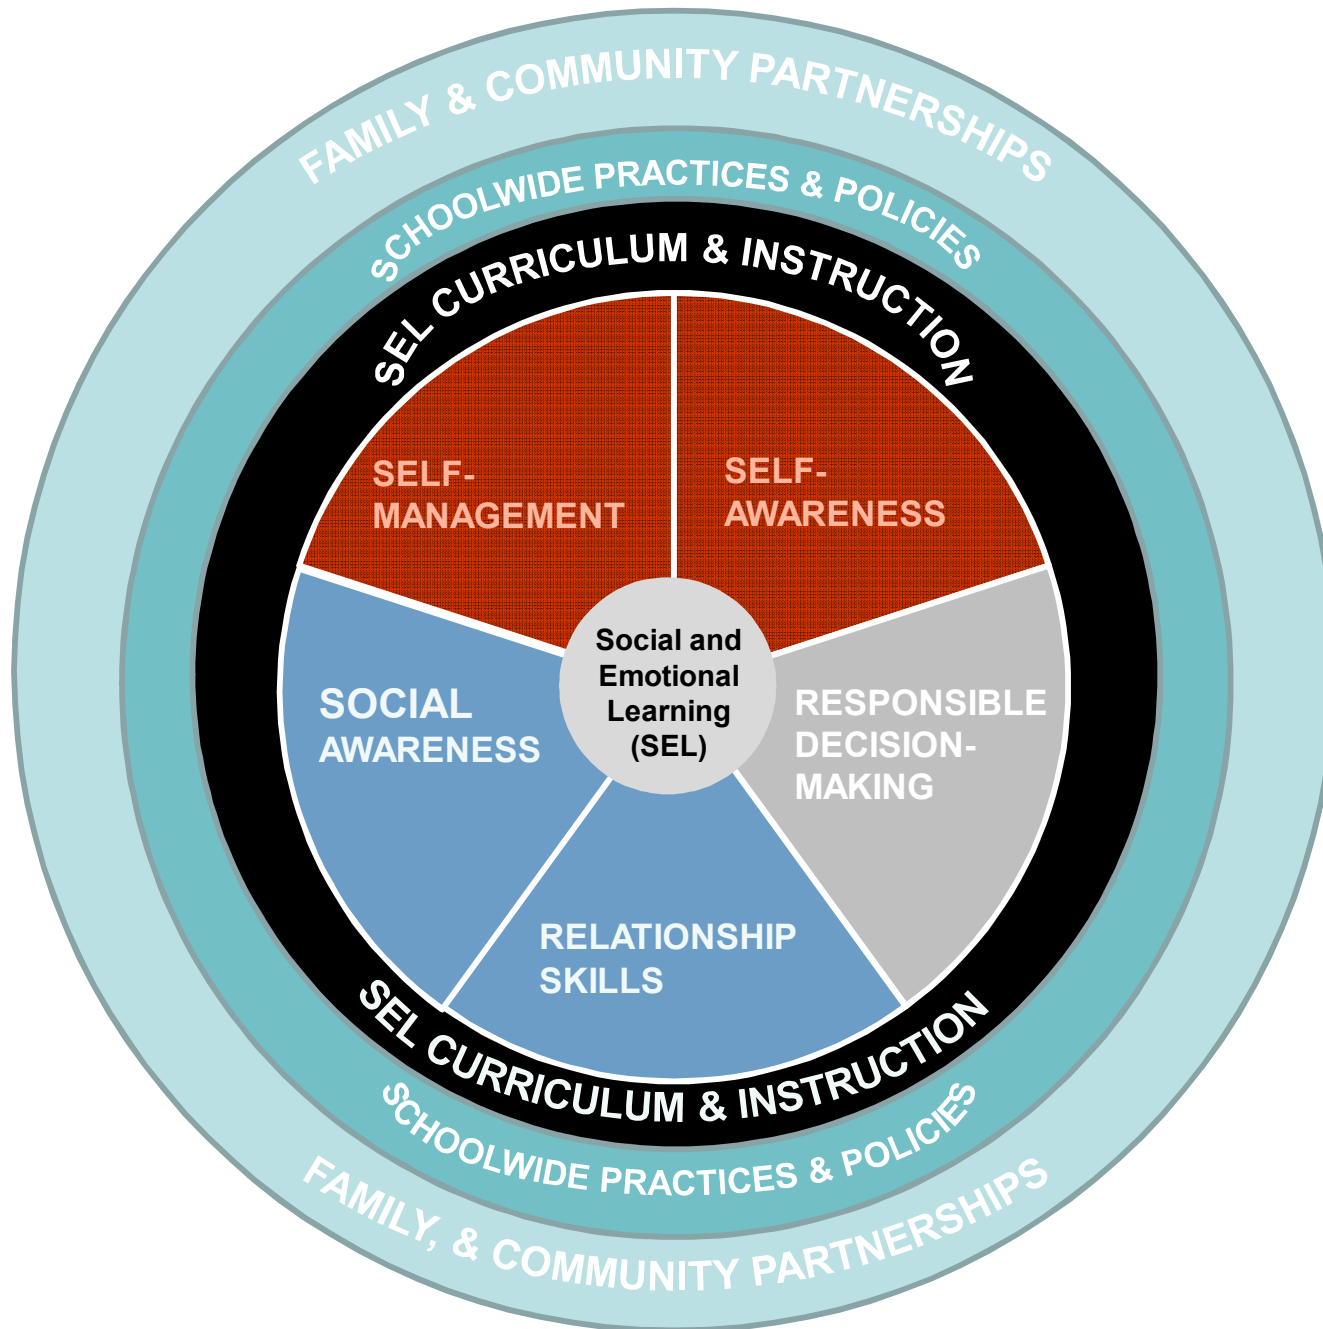 FAMILY & COMMUNITY PARTNERSHIPS
SCHOOLWIDE PRACTICES & POLICIES
SEL CURRICULUM & INSTRUCTION
SELF-
MANAGEMENT
SELF-
AWARENESS
Social and
Emotional
Learning
(SEL)
SOCIAL
AWARENESS
RESPONSIBLE
DECISION-
MAKING
RELATIONSHIP
SKILLS
SEL CURRICULUM & INSTRUCTION
SCHOOLWIDE PRACTICES & POLICIES
FAMILY, & COMMUNITY PARTNERSHIPS